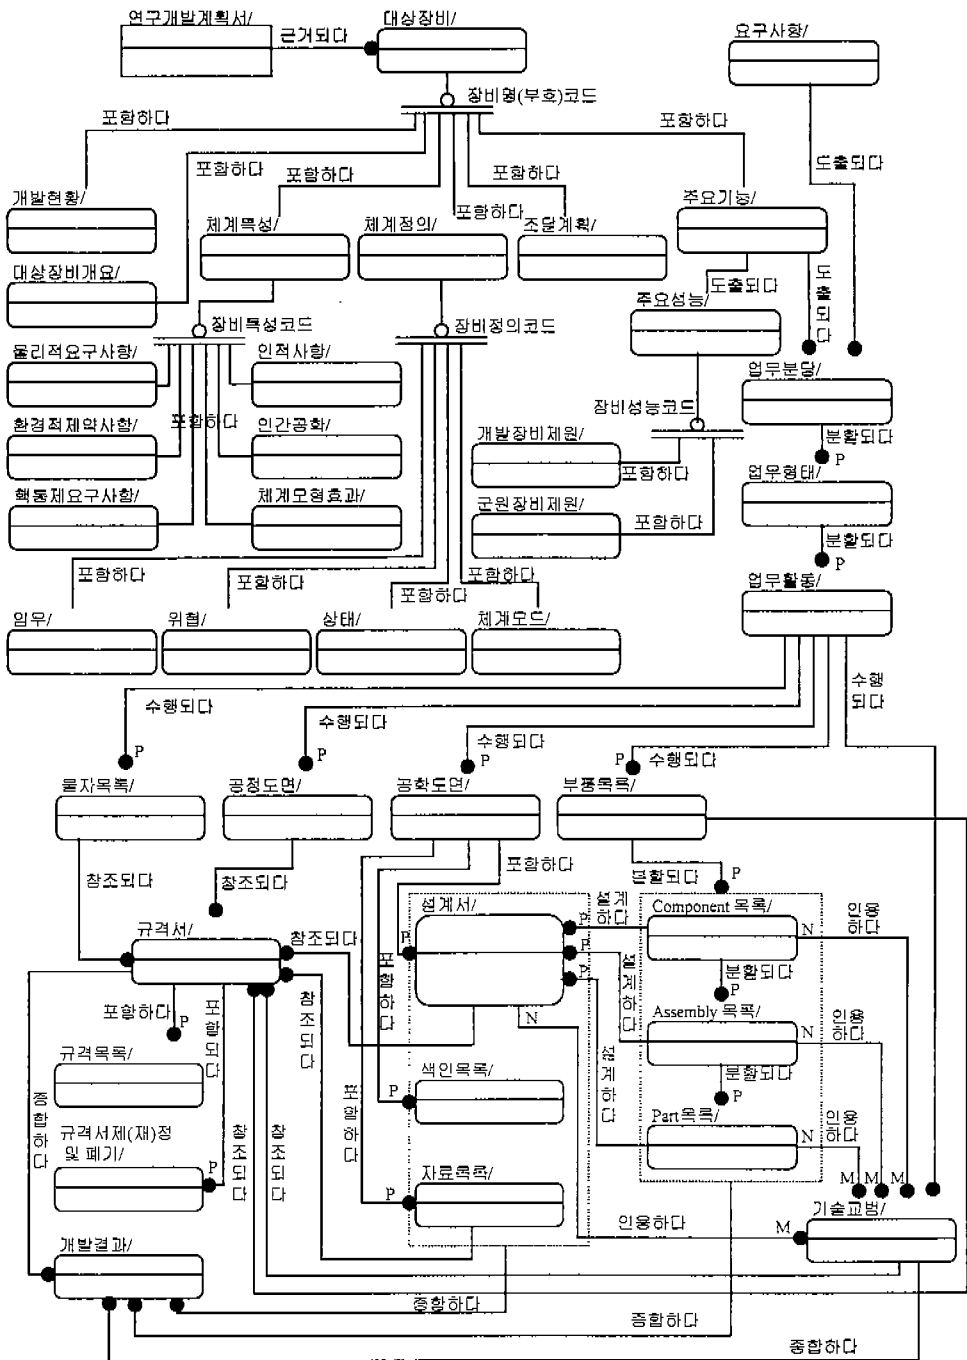 연구개발계획서/
근거되다
대상장비/
요구사항/
장비명(부호)코드
포함하다
포함하다
포함하다
포함하다
포함하다
도출되다
개발현황/
체계특성/
체계정의/
조달계획/
주요기능/
대상장비개요/
도출되다
도출되다
주요성능/
장비특성코드
장비정의코드
물리적요구사항/
인적사항/
업무분담/
포함하다
장비성능코드
환경적제약사항/
인간공학/
개발장비제원/
분활되다
P
포함하다
업무형태/
핵동체요구사항/
체계모형효과/
군원장비제원/
포함하다
분활되다
P
포함하다
포함하다
포함하다
포함하다
업무활동/
임무/
위협/
상태/
체계모드/
수행되다
수행되다
수행되다
수행되다
수행
되다
P
P
P
P
물자목록/
공정도면/
공학도면/
부품목록/
참조되다
참조되다
포함하다
분활되다
P
설계서/
설계
하다
Component 목록/
인용
하다
N
규격서/
참조되다
P
P
P
P
포함하다
분활되다
P
설계하다
포함하다
포함되다
참조되다
P
N
Assembly 목록/
N
인용
하다
규격목록/
설계하다
분활되다
P
색인목록/
P
포함하다
종합하다
규격서제(재)정
및 폐기/
P
참조되다
참조되다
Part 목록/
N
인용
하다
자료목록/
P
M
M
M
기술교범/
인용하다
M
개발결과/
종합하다
종합하다
종합하다